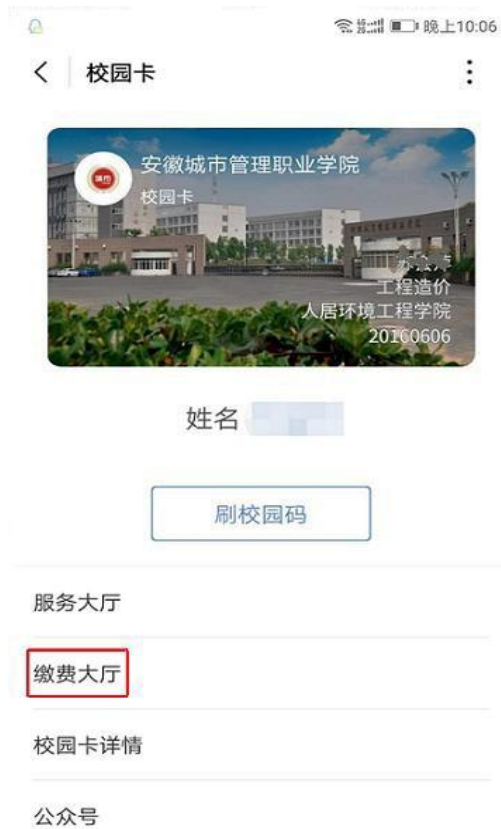 晚上10:06
校园卡
安徽城市管理职业学院
校园卡
工程造价
人居环境工程学院
20160606
姓名
刷校园码
服务大厅
缴费大厅
校园卡详情
公众号